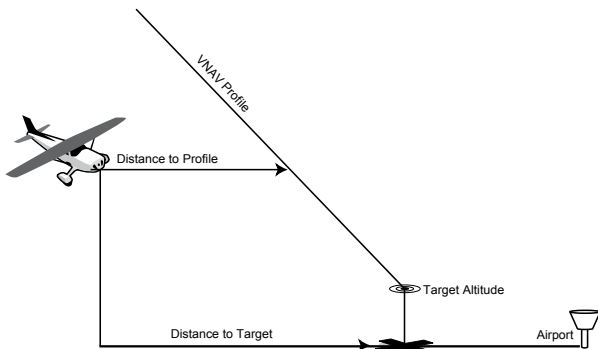 VNAV Profile
Distance to Profile
Target Altitude
Distance to Target
Airport